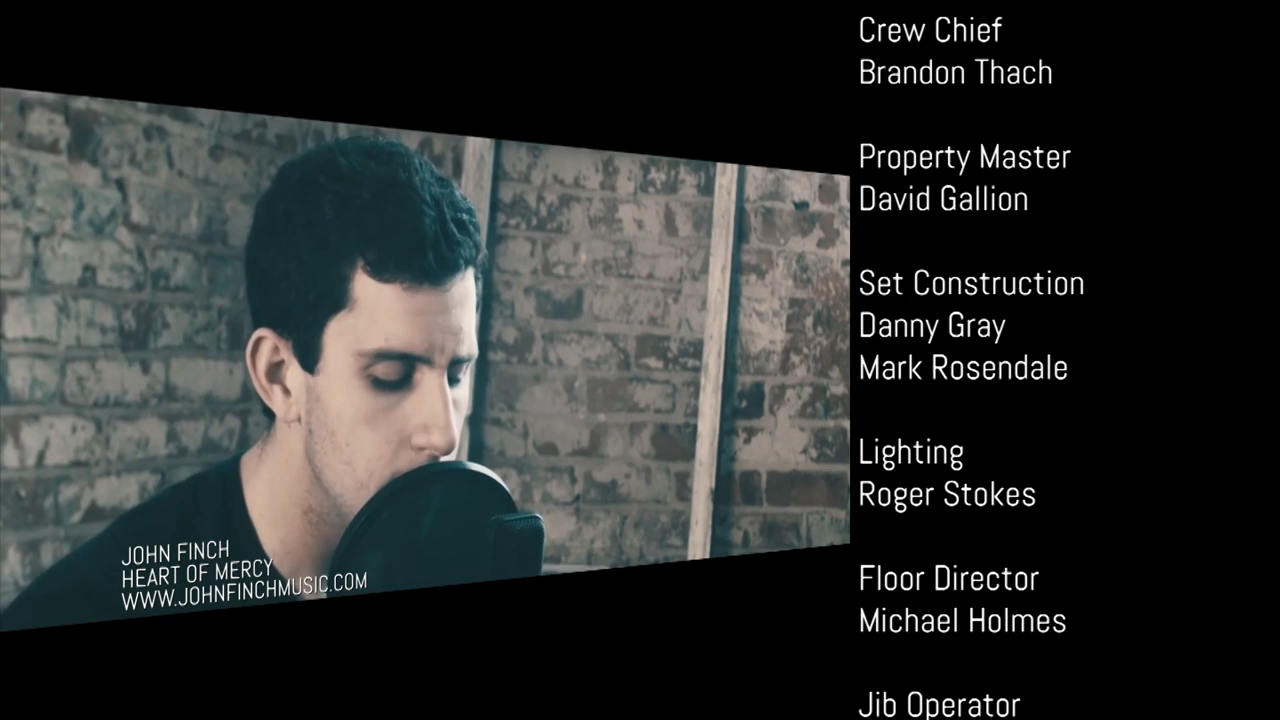 JOHN FINCH
HEART OF MERCY
WWW.JOHNFINCHMUSIC.COM
Crew Chief
Brandon Thach
Property Master
David Gallion
Set Construction
Danny Gray
Mark Rosendale
Lighting
Roger Stokes
Floor Director
Michael Holmes
Jib Operator